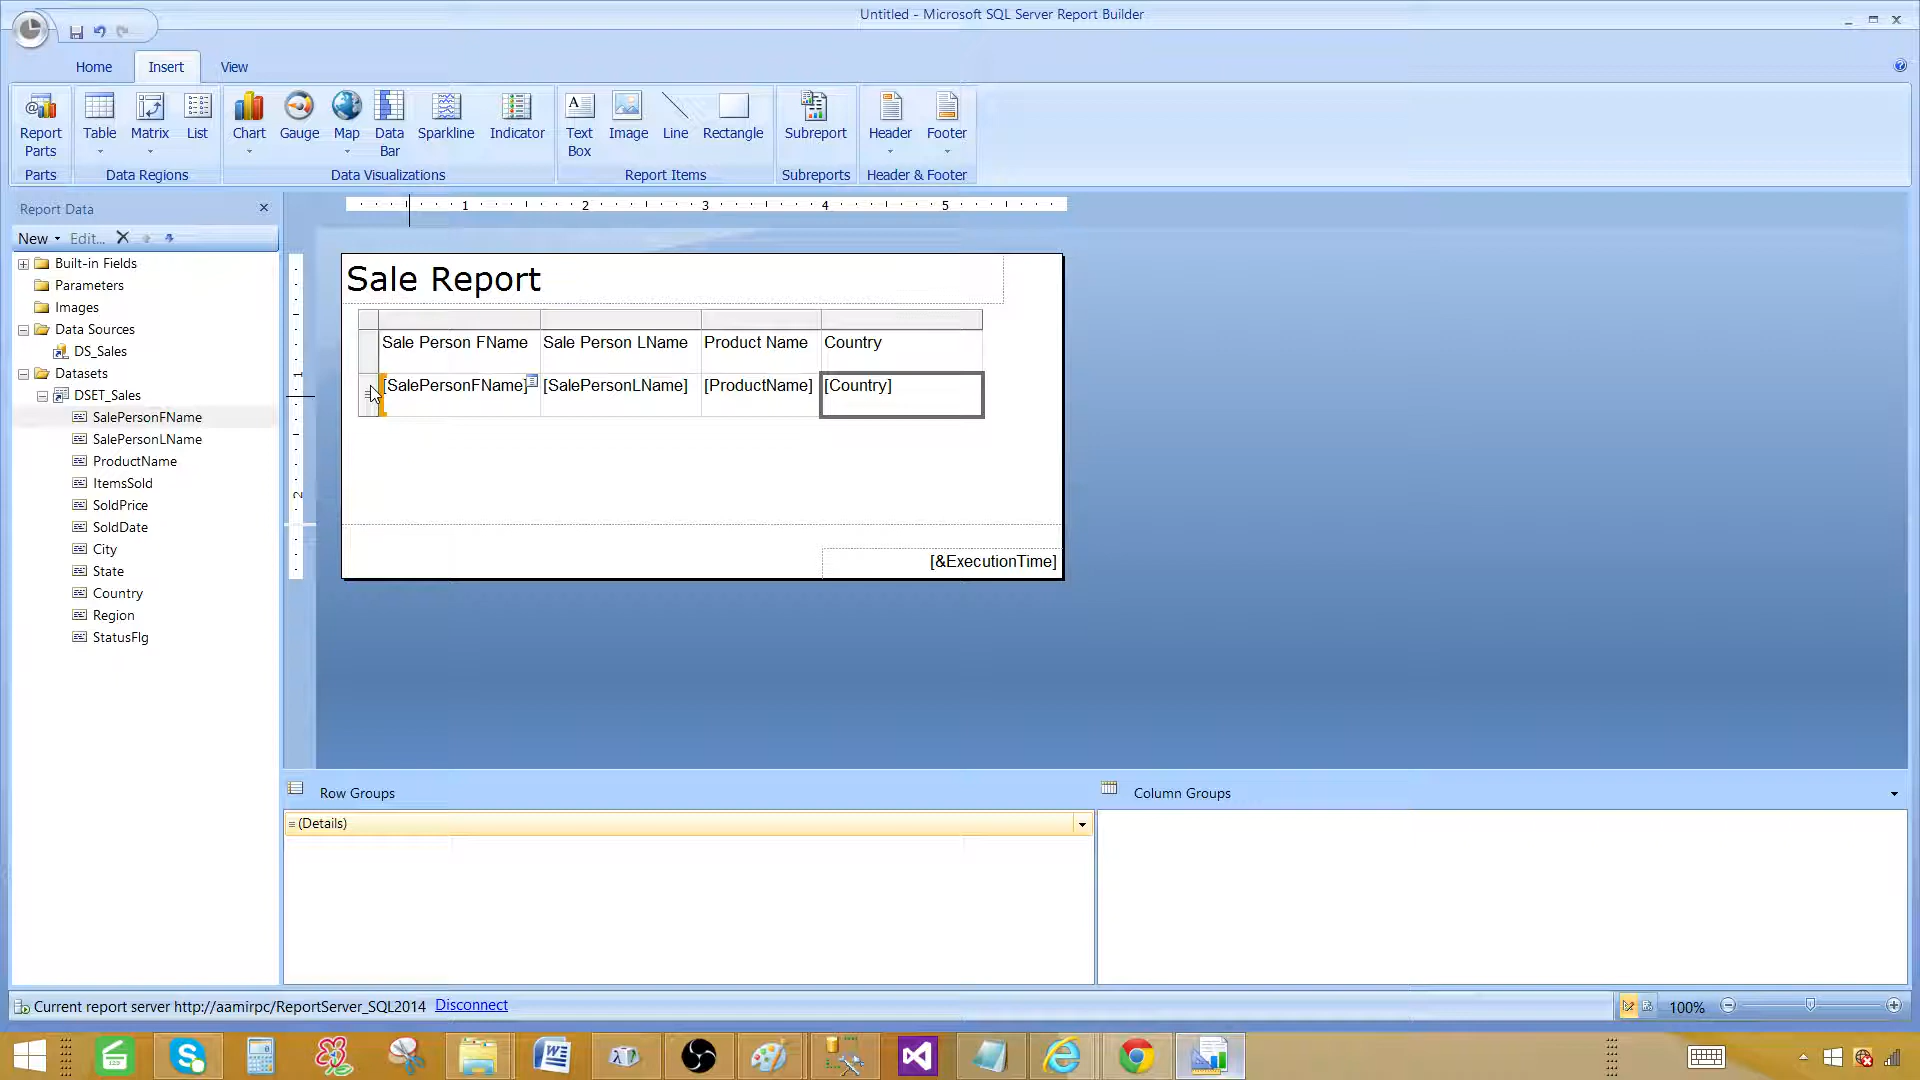 Untitled - Microsoft SQL Server Report Builder
Home Insert View
Report Parts
Table
Matrix
List
Chart
Gauge
Map
Data Bar
Sparkline
Indicator
Text Box
Image
Line
Rectangle
Subreport
Header
Footer
Parts
Data Regions
Data Visualizations
Report Items
Subreports
Header & Footer
Report Data
New Edit...
Built-in Fields
Parameters
Images
Data Sources
DS_Sales
Datasets
DSET_Sales
SalePersonFName
SalePersonLName
ProductName
ItemsSold
SoldPrice
SoldDate
City
State
Country
Region
StatusFlg
1 2 3 4 5
1
2
Sale Report
Sale Person FName Sale Person LName Product Name Country
[SalePersonFName] [SalePersonLName] [ProductName] [Country]
[&ExecutionTime]
Row Groups
Column Groups
(Details)
Current report server http://aamirpc/ReportServer_SQL2014 Disconnect
100%